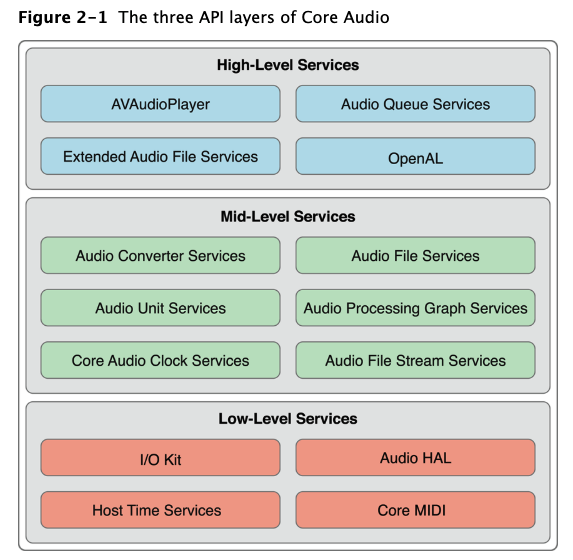 Figure 2-1 The three API layers of Core Audio
High-Level Services
AVAudioPlayer
Audio Queue Services
Extended Audio File Services
OpenAL
Mid-Level Services
Audio Converter Services
Audio File Services
Audio Unit Services
Audio Processing Graph Services
Core Audio Clock Services
Audio File Stream Services
Low-Level Services
I/O Kit
Audio HAL
Host Time Services
Core MIDI